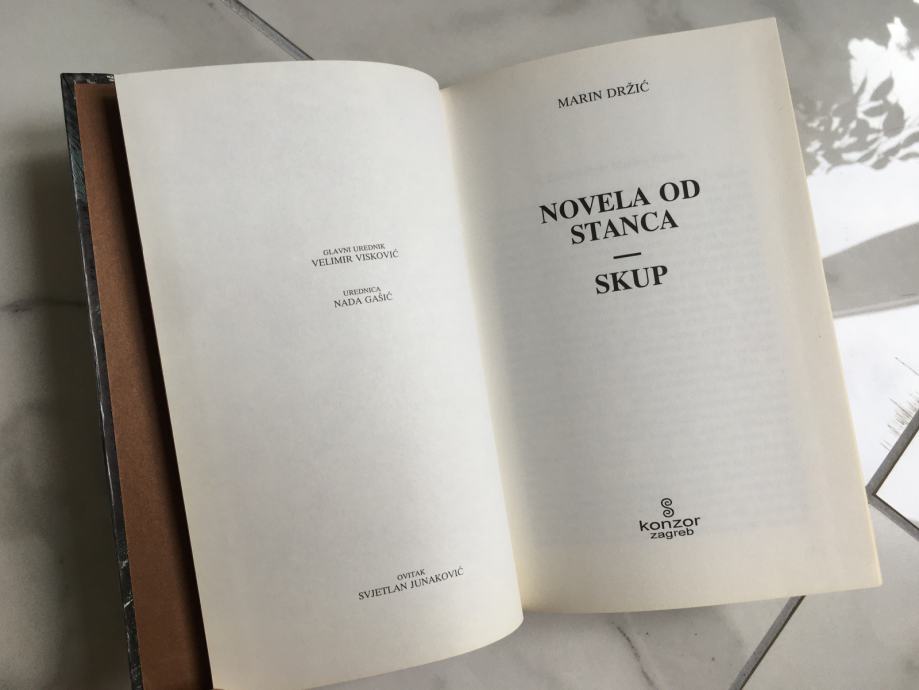 GLAVNI UREDNIK
VELIMIR VISKOVIĆ
UREDNICA
NADA GAŠIĆ
OVITAK
SVJETLAN JUNAKOVIĆ
MARIN DRŽIĆ
NOVELA OD
STANCA
—
SKUP
konzor
zagreb